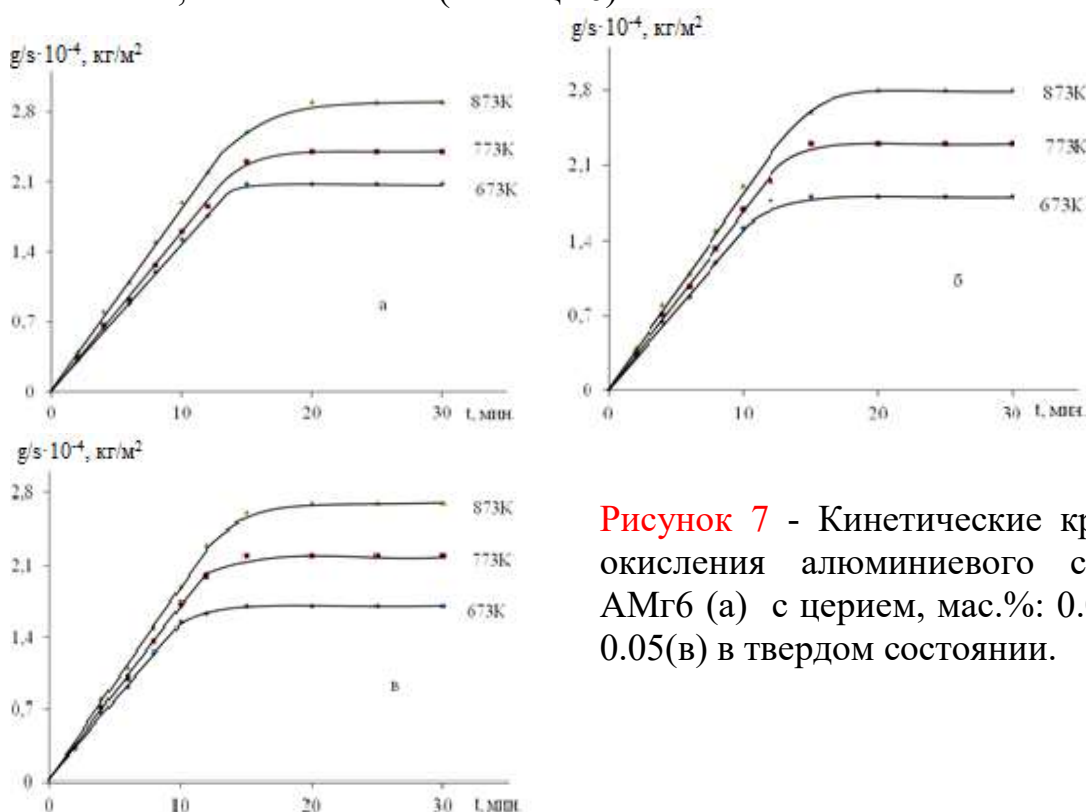 g/s·10⁻⁴, кг/м²
2,8
2,1
1,4
0,7
0
0
10
20
30
t, мин.
873К
773К
673К
а
g/s·10⁻⁴, кг/м²
2,8
2,1
1,4
0,7
0
0
10
20
30
t, мин.
873К
773К
673К
б
g/s·10⁻⁴, кг/м²
2,8
2,1
1,4
0,7
0
0
10
20
30
t, мин.
873К
773К
673К
в
Рисунок 7 - Кинетические
окисления алюминиевого
АМг6 (а) с церием, мас.%:
0.05(в) в твердом состоянии.